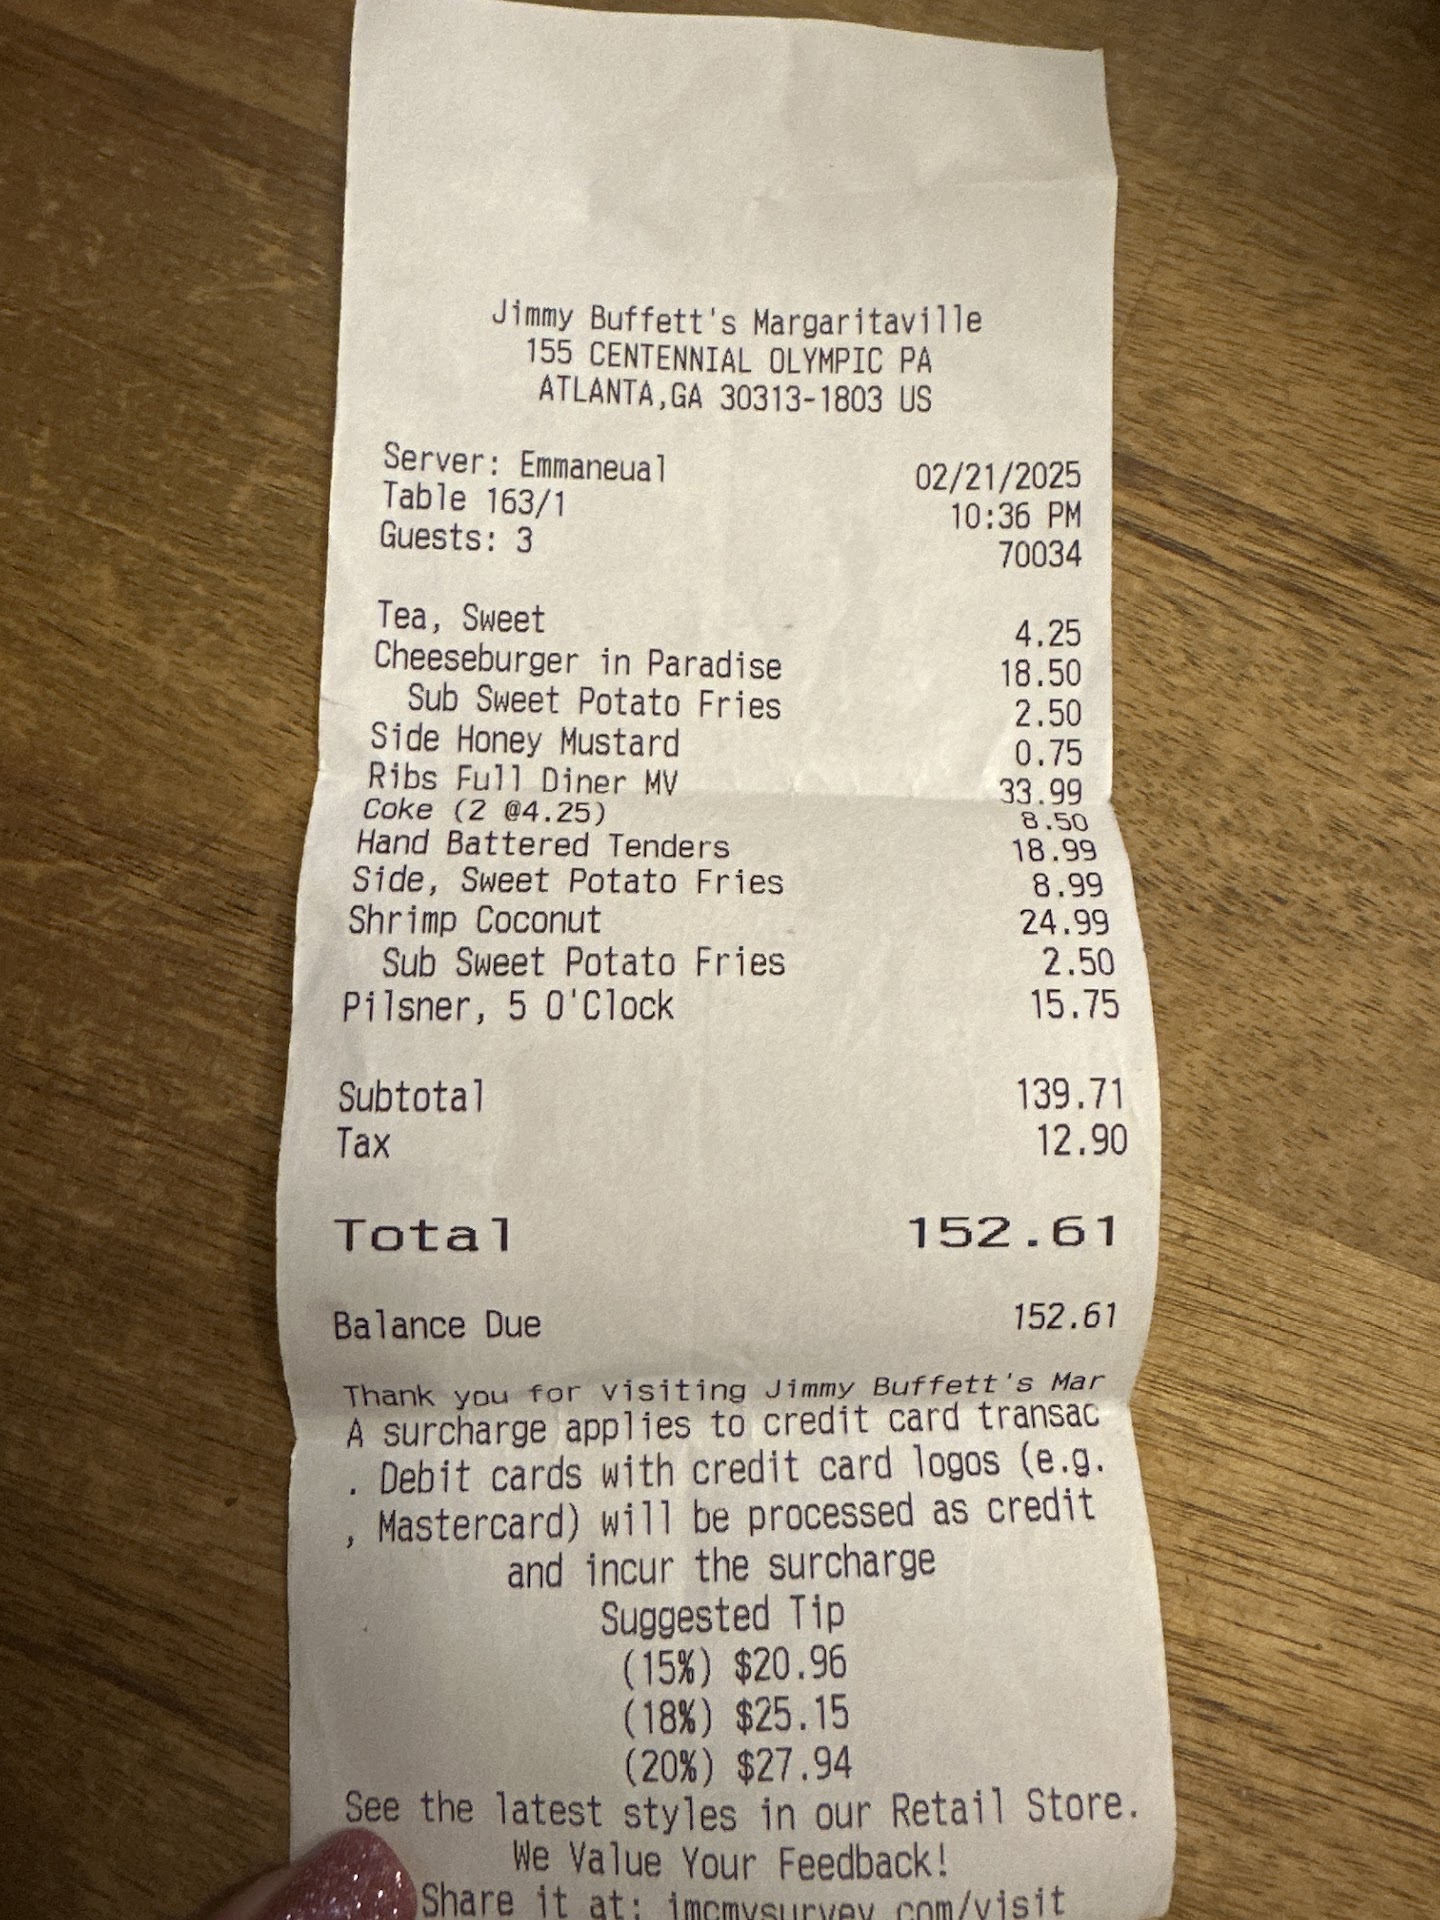 Jimmy Buffett's Margaritaville
155 CENTENNIAL OLYMPIC PA
ATLANTA,GA 30313-1803 US
Server: Emmaneual 02/21/2025
Table 163/1 10:36 PM
Guests: 3 70034
Tea, Sweet 4.25
Cheeseburger in Paradise 18.50
Sub Sweet Potato Fries 2.50
Side Honey Mustard 0.75
Ribs Full Diner MV 33.99
Coke (2 @4.25) 8.50
Hand Battered Tenders 18.99
Side, Sweet Potato Fries 8.99
Shrimp Coconut 24.99
Sub Sweet Potato Fries 2.50
Pilsner, 5 O'Clock 15.75
Subtotal 139.71
Tax 12.90
Total 152.61
Balance Due 152.61
Thank you for visiting Jimmy Buffett's Mar
A surcharge applies to credit card transac
. Debit cards with credit card logos (e.g.
, Mastercard) will be processed as credit
and incur the surcharge
Suggested Tip
(15%) $20.96
(18%) $25.15
(20%) $27.94
See the latest styles in our Retail Store.
We Value Your Feedback!
Share it at: imcmysurvey.com/visit